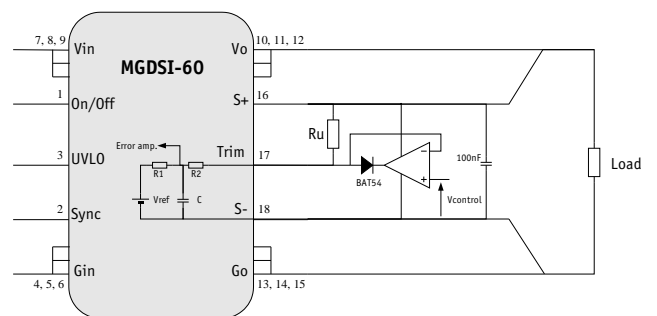 7, 8, 9
Vin
MGDSI-60
Vo
10, 11, 12
1
On/Off
S+
16
Ru
Error amp.
Trim
17
3
UVLO
R1
R2
BAT54
-
+
100nF
Load
Vref
C
Vcontrol
2
Sync
S-
18
Gin
Go
4, 5, 6
13, 14, 15